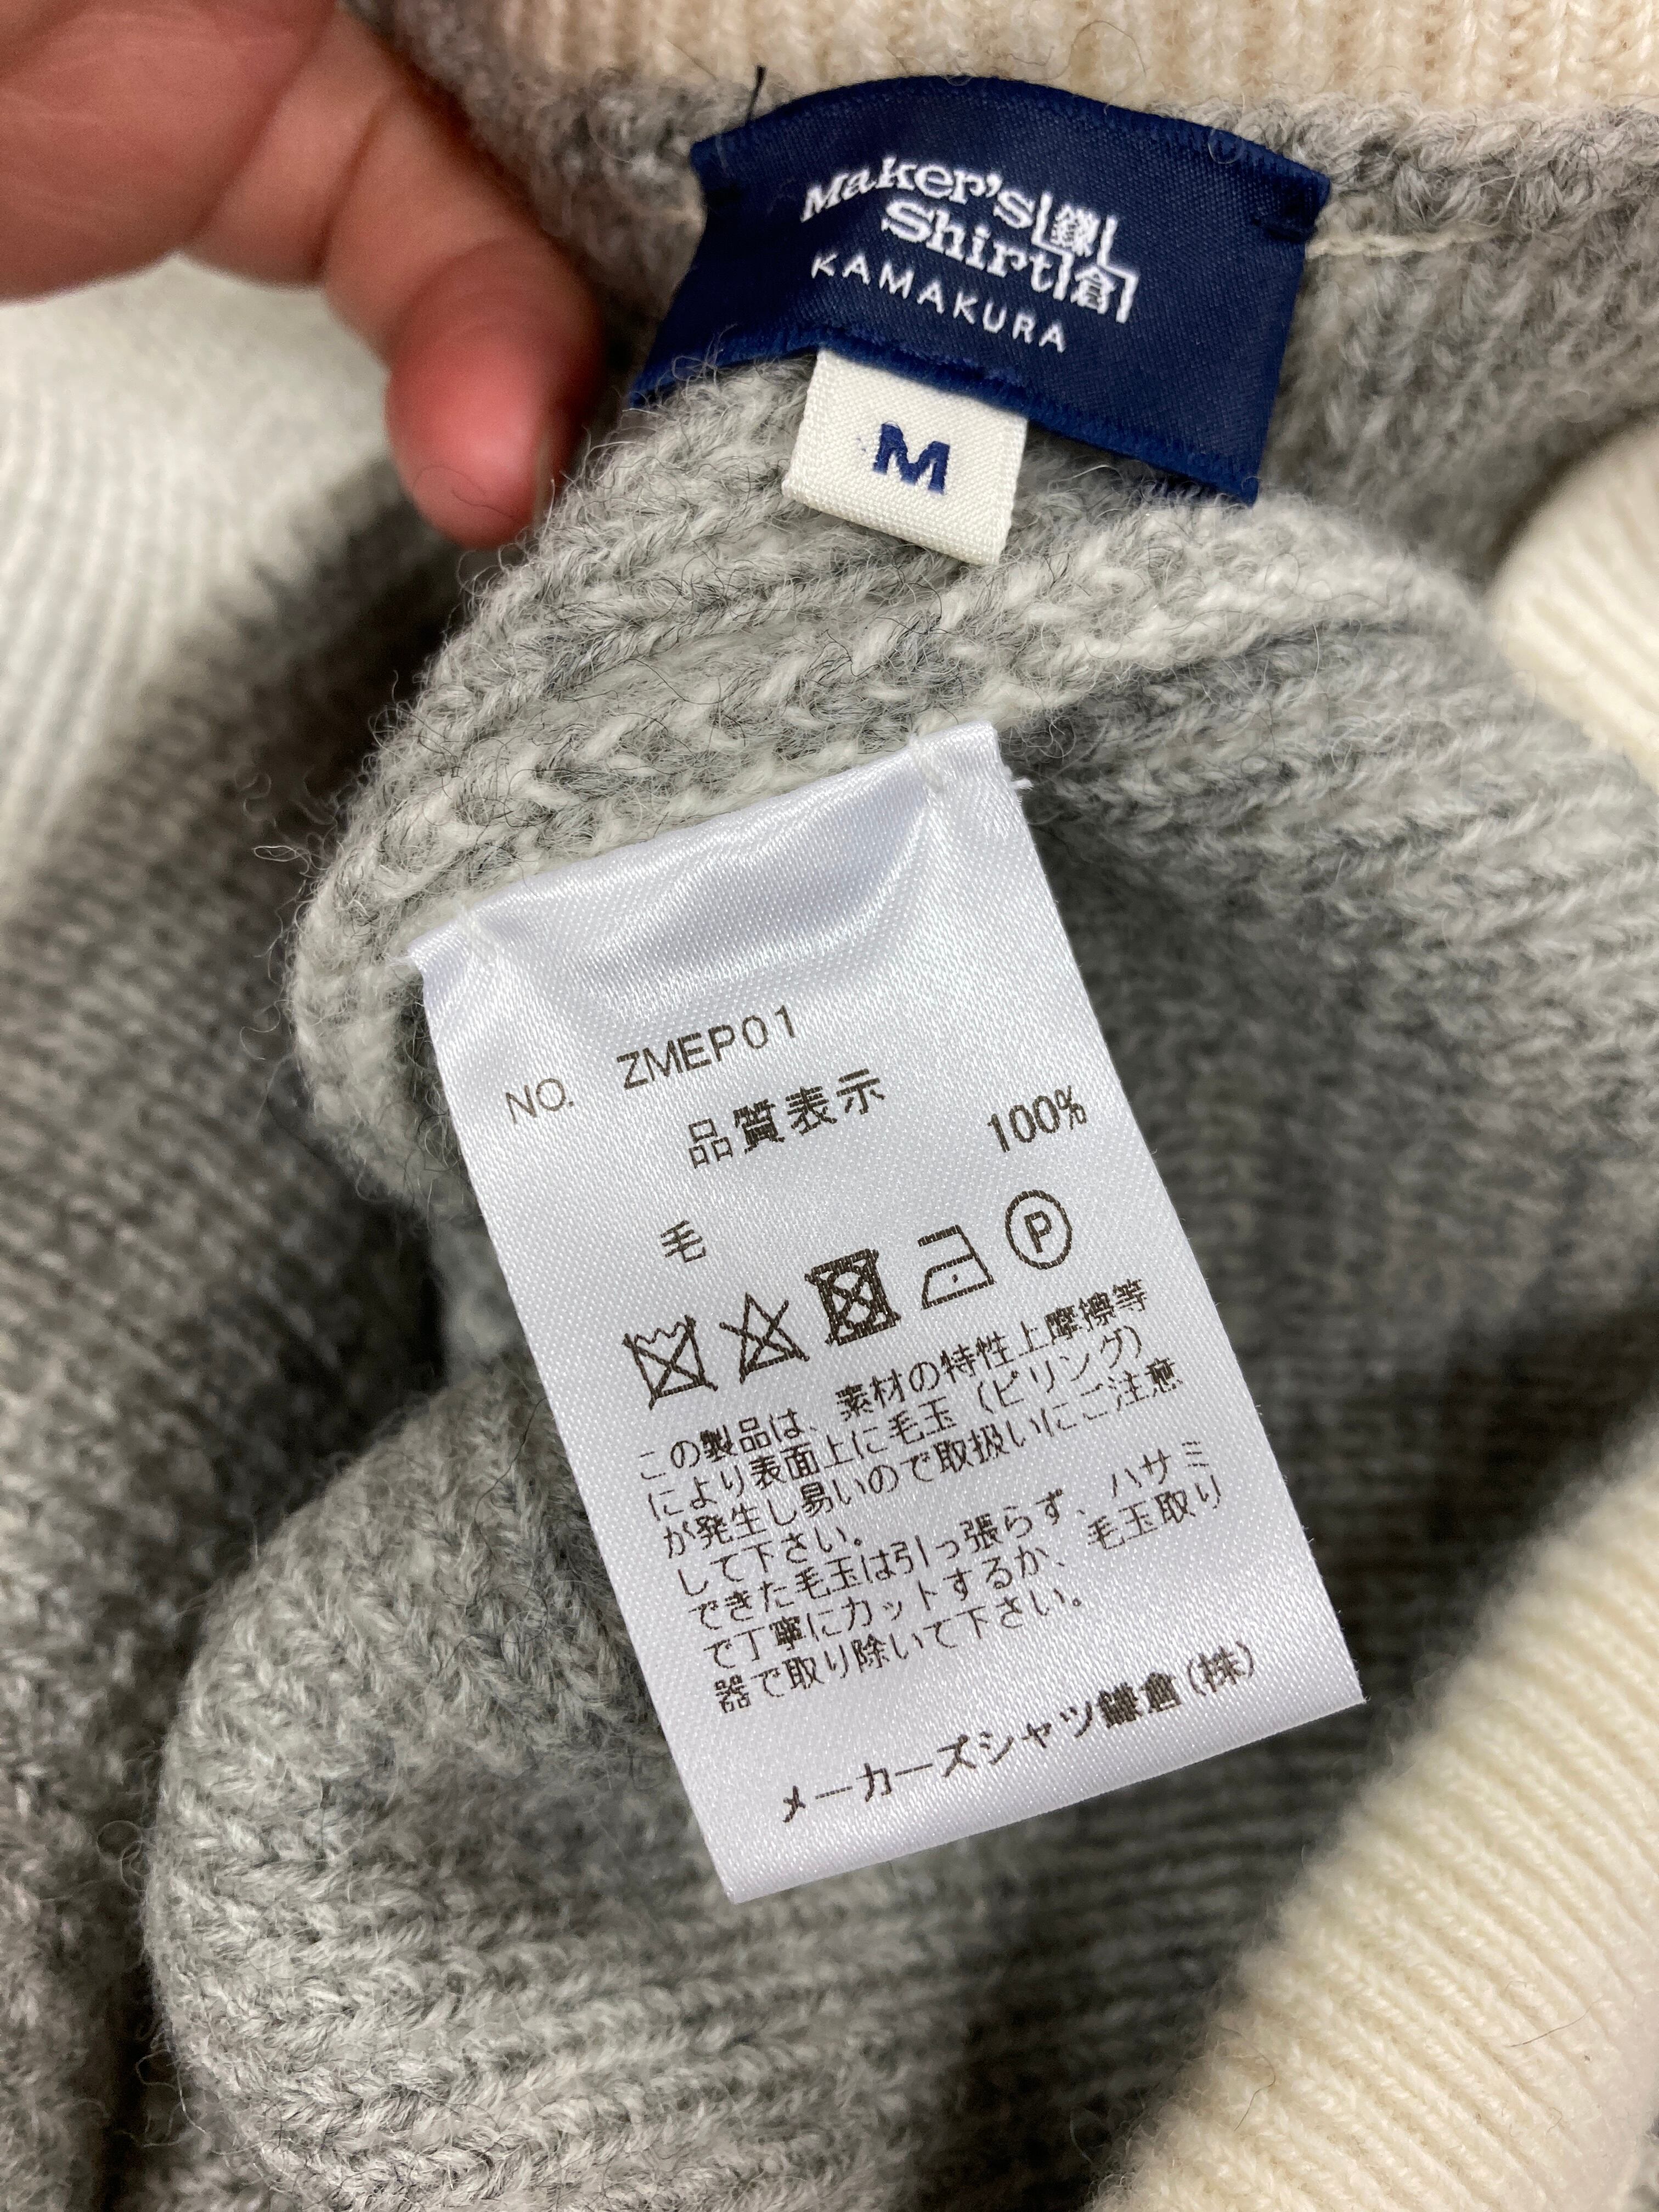 Maker's 鎌
Shirt 倉
KAMAKURA
M
NO. ZMEP01
品質表示
毛 100%
P
この製品は、素材の特性上摩擦等
により表面上に毛玉(ピリング)
が発生し易いので取扱いにご注意
して下さい。
できた毛玉は引っ張らず、ハサミ
で丁寧にカットするか、毛玉取り
器で取り除いて下さい。
メーカーズシャツ鎌倉(株)